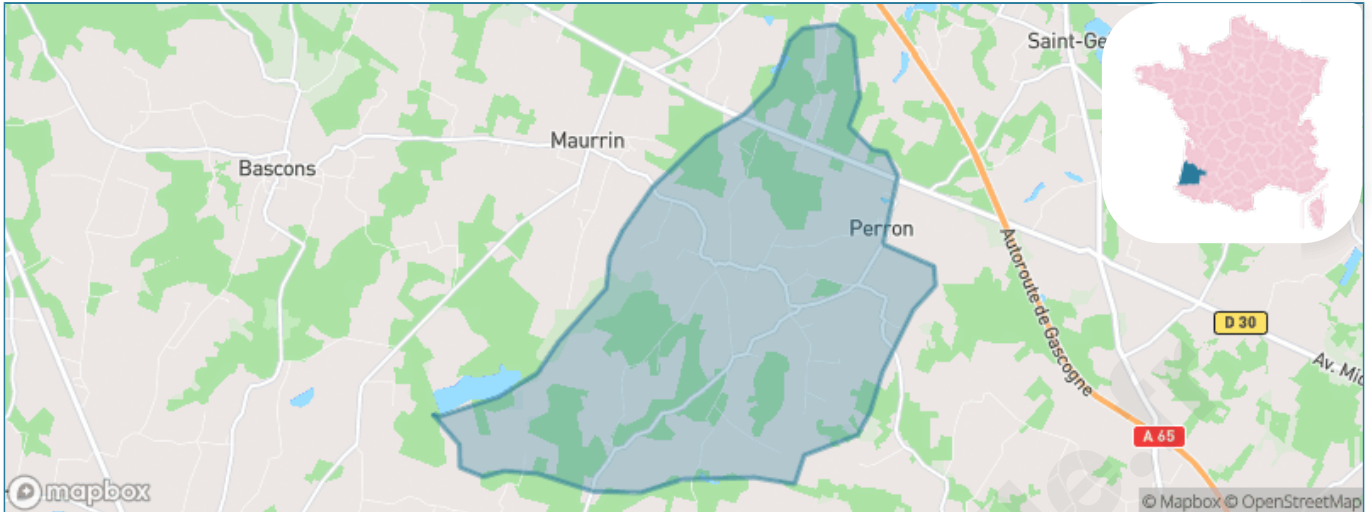 Saint-Ge
Maurrin
Bascons
Perron
Autoroute de Gascogne
D 30
Av. Mic
A 65
mapbox
© Mapbox © OpenStreetMap